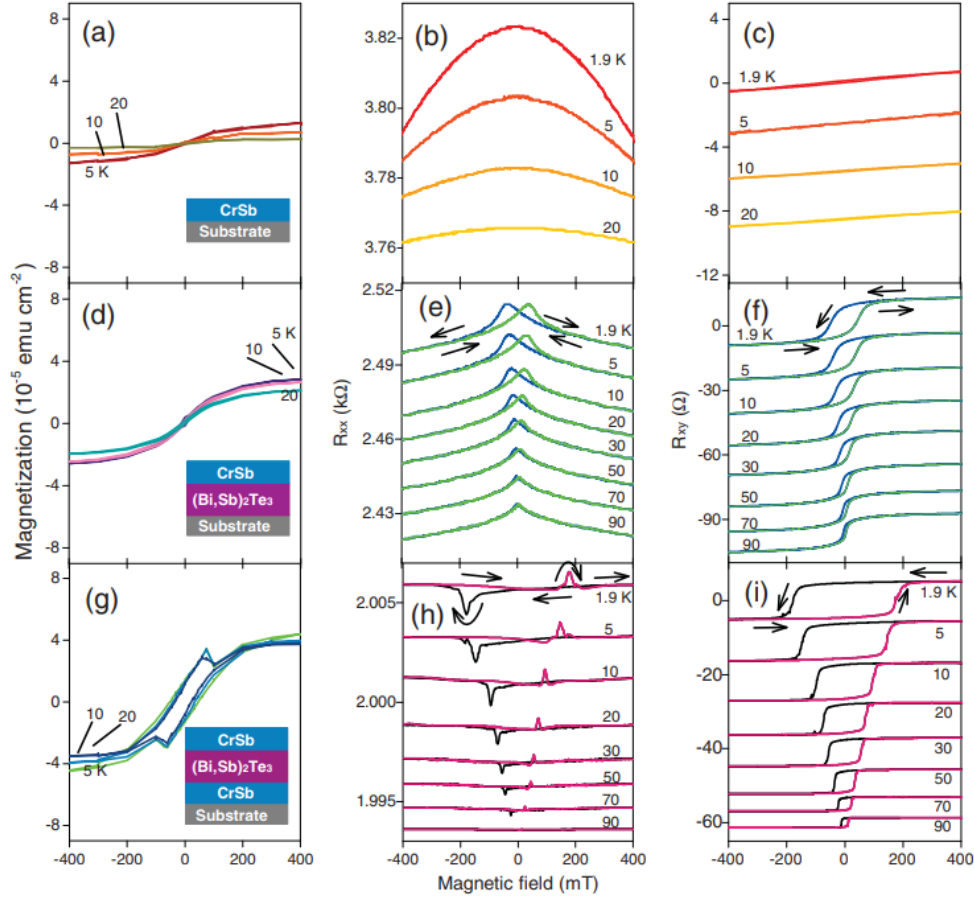 Magnetization (10⁻⁵ emu cm⁻²)
(a)
8
4
0
-4
-8
20
10
5 K
CrSb
Substrate
(b)
3.82
3.80
3.78
3.76
1.9 K
5
10
20
(c)
4
0
-4
-8
-12
1.9 K
5
10
20
(d)
8
4
0
-4
-8
5 K
10
20
CrSb
(Bi,Sb)₂Te₃
Substrate
(e)
Rxx (kΩ)
2.52
2.49
2.46
2.43
1.9 K
5
10
20
30
50
70
90
(f)
Rxy (Ω)
0
-30
-60
-90
1.9 K
5
10
20
30
50
70
90
(g)
8
4
0
-4
-8
10
20
5K
CrSb
(Bi,Sb)₂Te₃
CrSb
Substrate
-400 -200 0 200 400
(h)
2.005
2.000
1.995
1.9 K
5
10
20
30
50
70
90
-400 -200 0 200 400
(i)
0
-20
-40
-60
1.9 K
5
10
20
30
50
70
90
-400 -200 0 200 400
Magnetic field (mT)